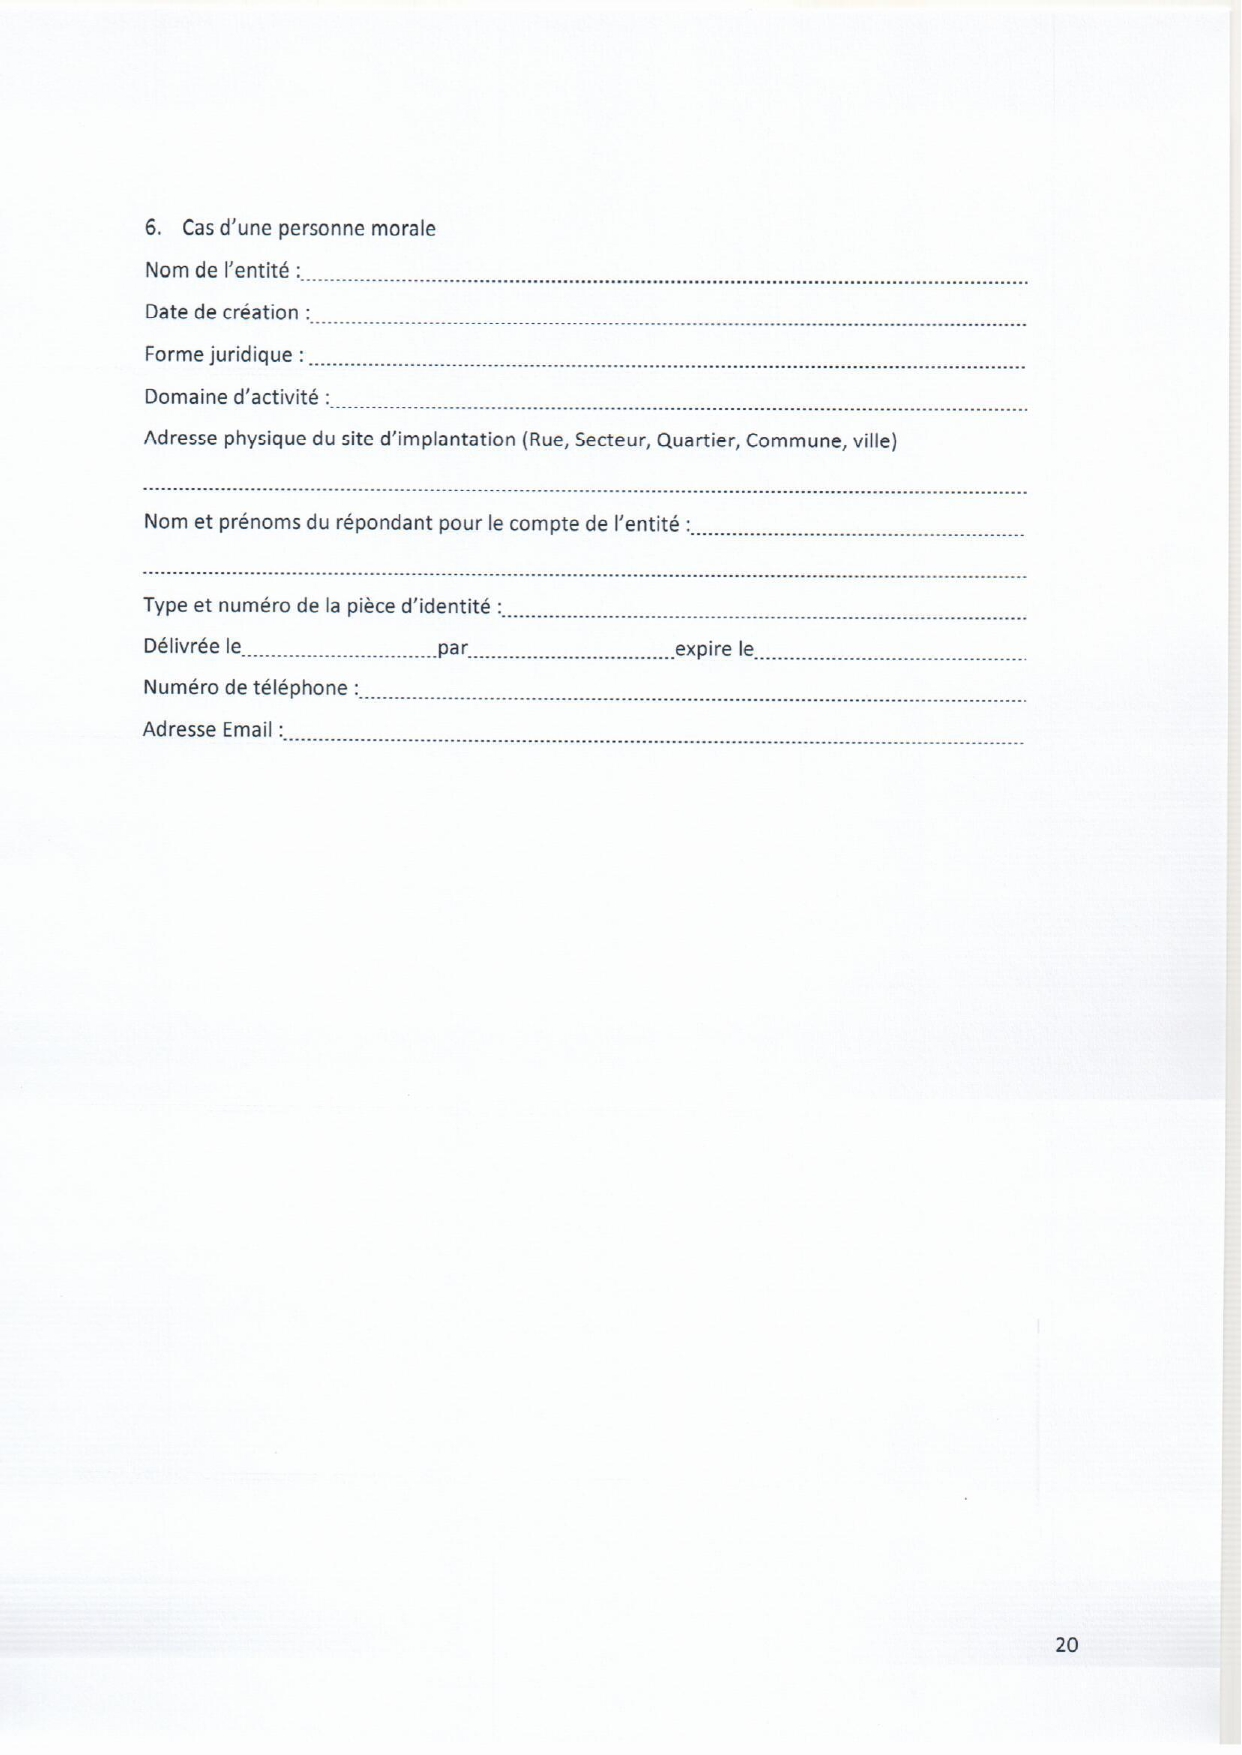 6. Cas d'une personne morale
Nom de l'entité :
Date de création :
Forme juridique :
Domaine d'activité :
Adresse physique du site d'implantation (Rue, Secteur, Quartier, Commune, ville)
Nom et prénoms du répondant pour le compte de l'entité :
Type et numéro de la pièce d'identité :
Délivrée le par expire le
Numéro de téléphone :
Adresse Email :
20